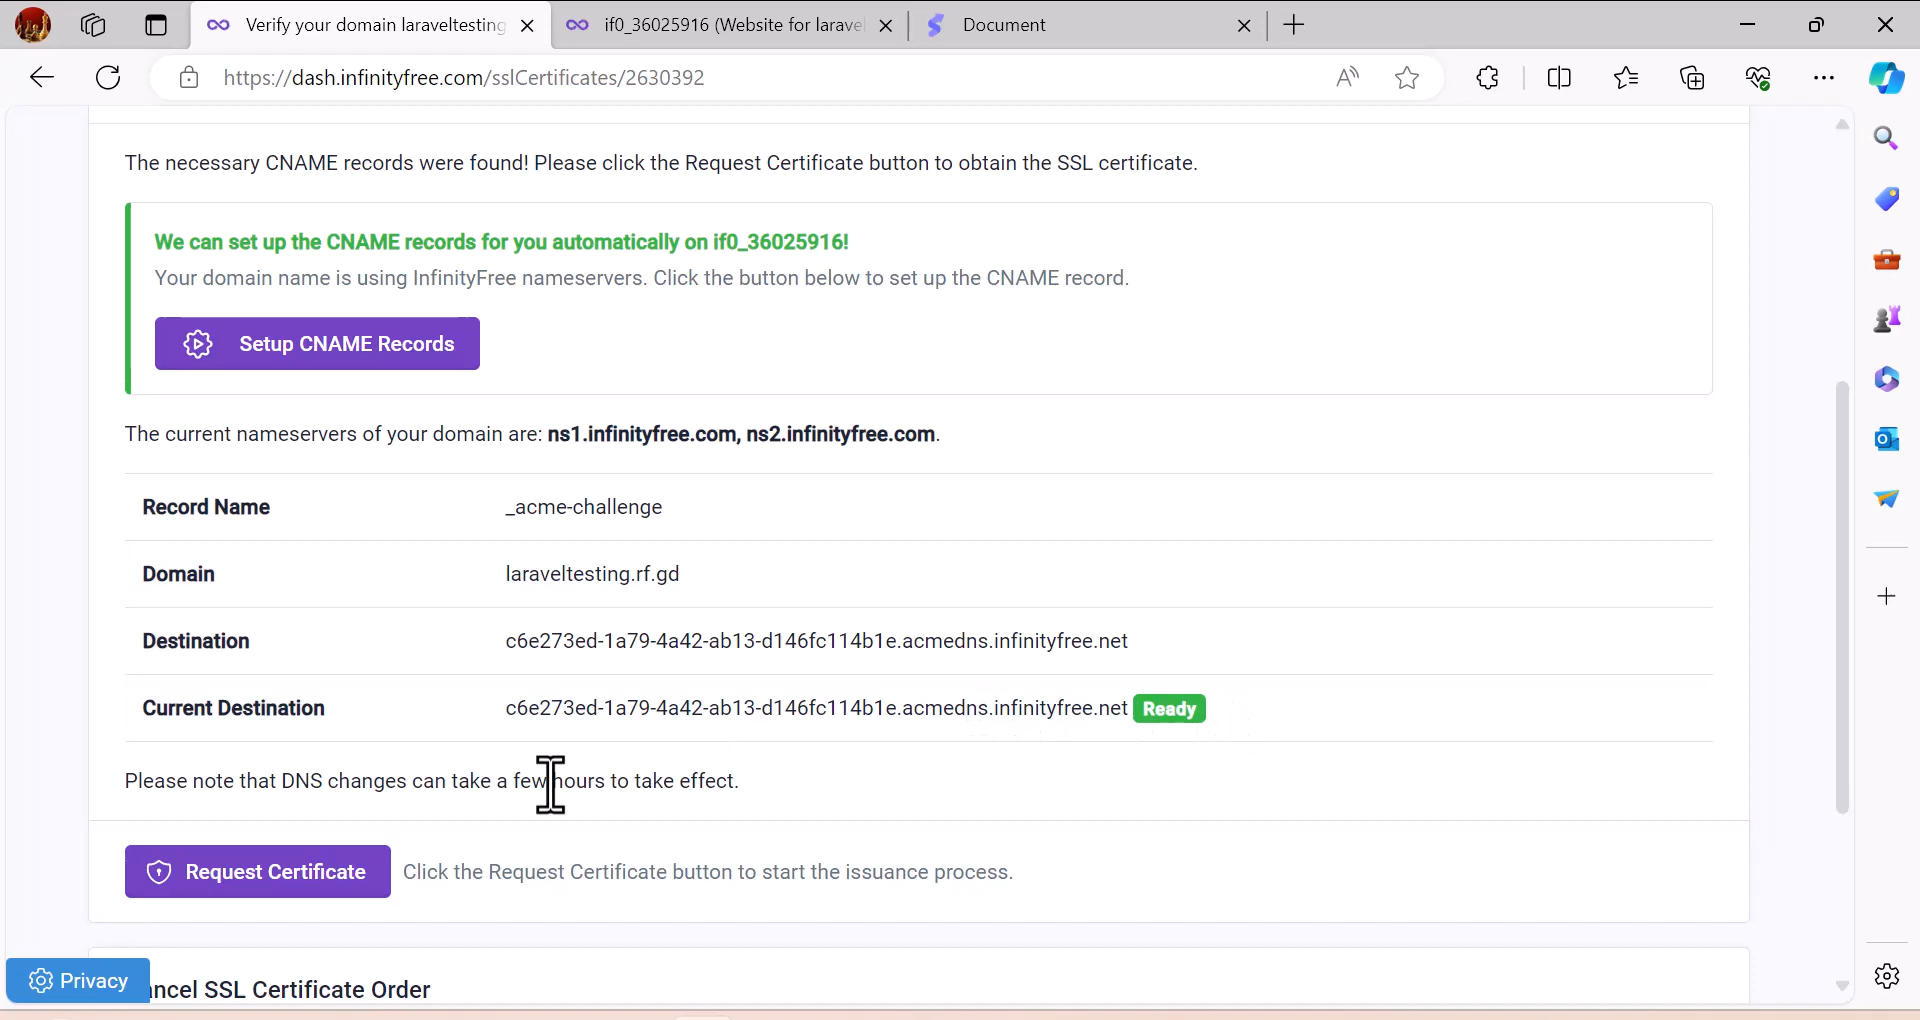 Verify your domain laraveltesting
if0_36025916 (Website for larave
Document
https://dash.infinityfree.com/sslCertificates/2630392
The necessary CNAME records were found! Please click the Request Certificate button to obtain the SSL certificate.
We can set up the CNAME records for you automatically on if0_36025916!
Your domain name is using InfinityFree nameservers. Click the button below to set up the CNAME record.
Setup CNAME Records
The current nameservers of your domain are: ns1.infinityfree.com, ns2.infinityfree.com.
Record Name _acme-challenge
Domain laraveltesting.rf.gd
Destination c6e273ed-1a79-4a42-ab13-d146fc114b1e.acmedns.infinityfree.net
Current Destination c6e273ed-1a79-4a42-ab13-d146fc114b1e.acmedns.infinityfree.net Ready
Please note that DNS changes can take a few hours to take effect.
Request Certificate Click the Request Certificate button to start the issuance process.
Privacy
ncel SSL Certificate Order